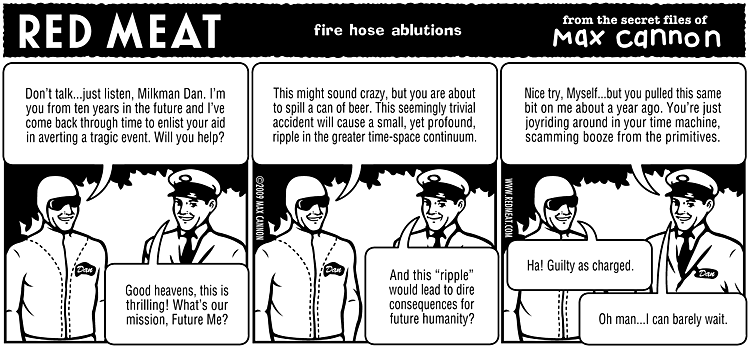 RED MEAT
fire hose ablutions
from the secret files of
Max cannon
Don't talk...just listen, Milkman Dan. I'm
you from ten years in the future and I've
come back through time to enlist your aid
in averting a tragic event. Will you help?
Dan
Good heavens, this is
thrilling! What's our
mission, Future Me?
©2009 MAX CANNON
This might sound crazy, but you are about
to spill a can of beer. This seemingly trivial
accident will cause a small, yet profound,
ripple in the greater time-space continuum.
Dan
And this "ripple"
would lead to dire
consequences for
future humanity?
WWW.REDMEAT.COM
Nice try, Myself...but you pulled this same
bit on me about a year ago. You're just
joyriding around in your time machine,
scamming booze from the primitives.
Ha! Guilty as charged.
Dan
Oh man...I can barely wait.